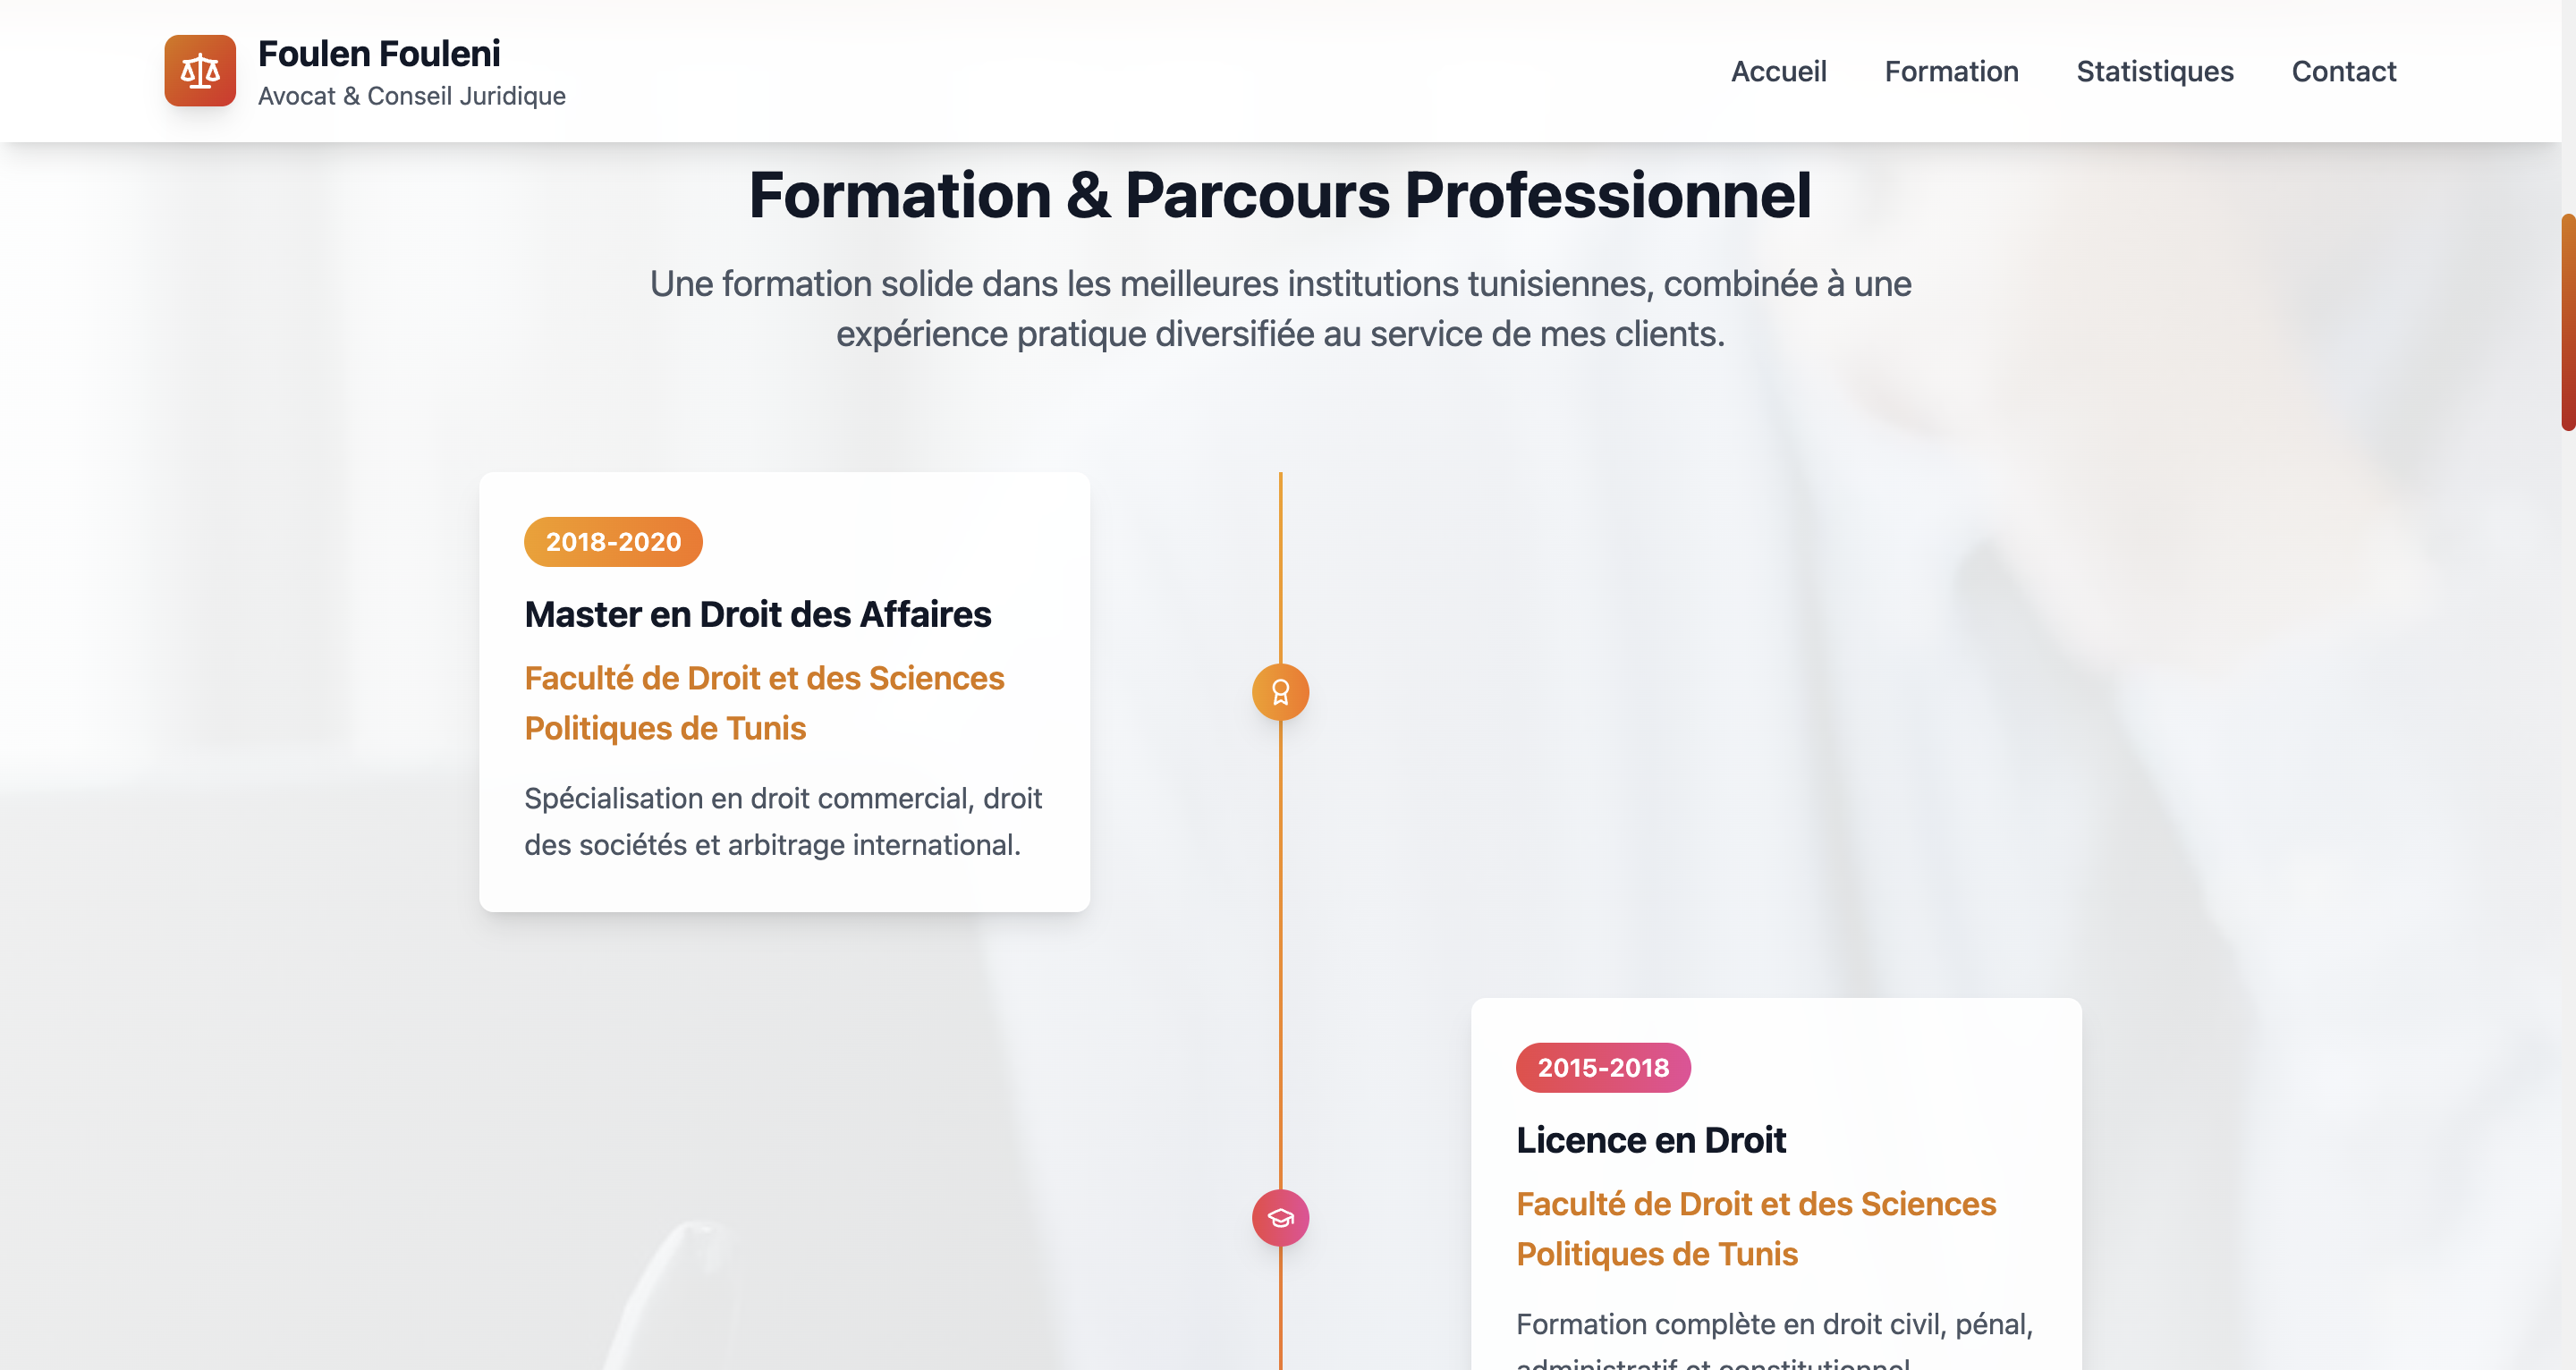 Foulen Fouleni
Avocat & Conseil Juridique
Accueil
Formation
Statistiques
Contact
Formation & Parcours Professionnel
Une formation solide dans les meilleures institutions tunisiennes, combinée à une
expérience pratique diversifiée au service de mes clients.
2018-2020
Master en Droit des Affaires
Faculté de Droit et des Sciences
Politiques de Tunis
Spécialisation en droit commercial, droit
des sociétés et arbitrage international.
2015-2018
Licence en Droit
Faculté de Droit et des Sciences
Politiques de Tunis
Formation complète en droit civil, pénal,
administratif et constitutionnel